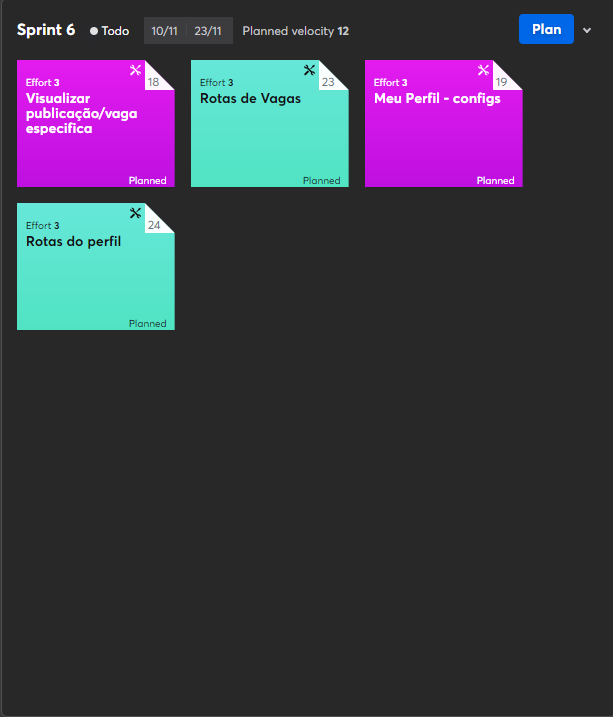 Sprint 6 Todo 10/11 23/11 Planned velocity 12 Plan
18
Effort 3
Visualizar
publicação/vaga
especifica
Planned
23
Effort 3
Rotas de Vagas
Planned
19
Effort 3
Meu Perfil - configs
Planned
24
Effort 3
Rotas do perfil
Planned